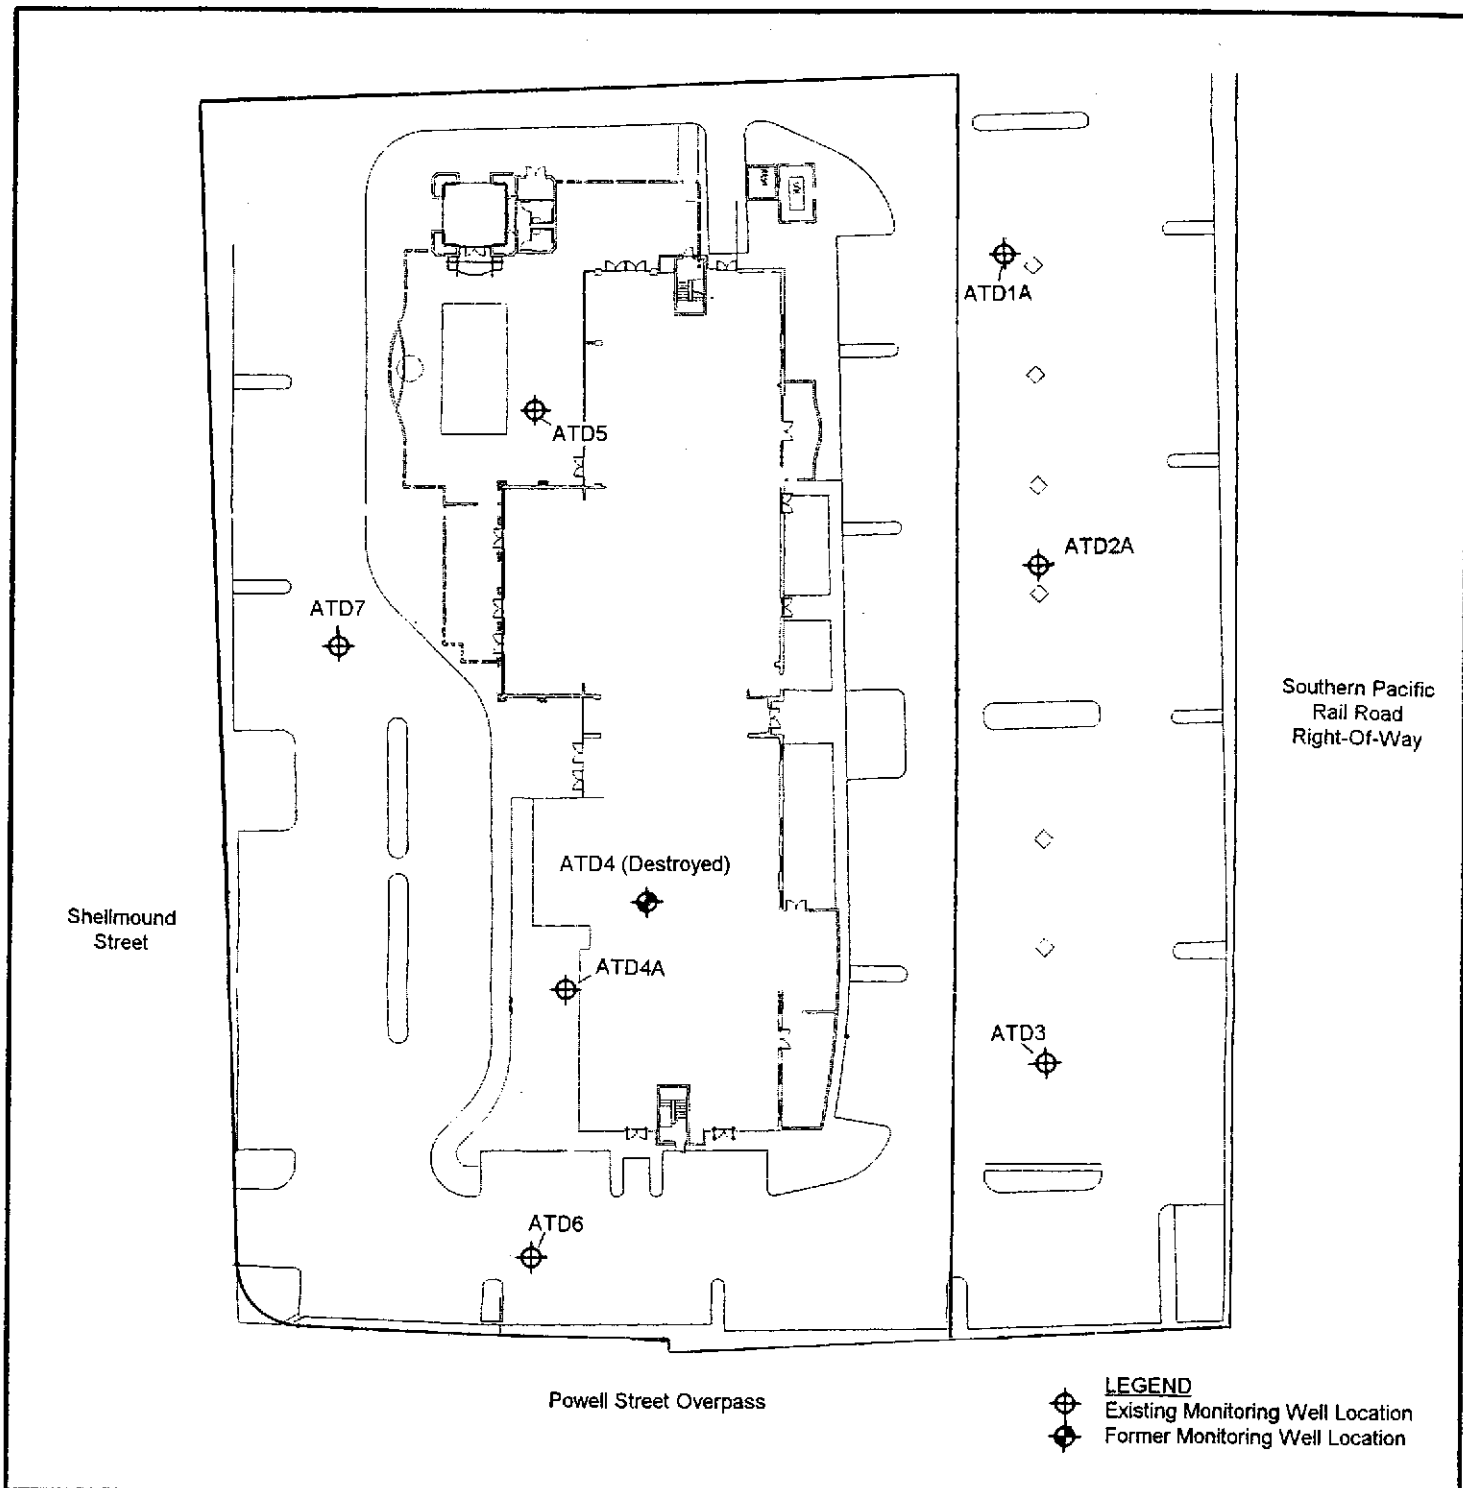 ATD1A
ATD5
ATD2A
ATD7
Southern Pacific
Rail Road
Right-Of-Way
ATD4 (Destroyed)
Shellmound
Street
ATD4A
ATD3
ATD6
Powell Street Overpass
LEGEND
Existing Monitoring Well Location
Former Monitoring Well Location